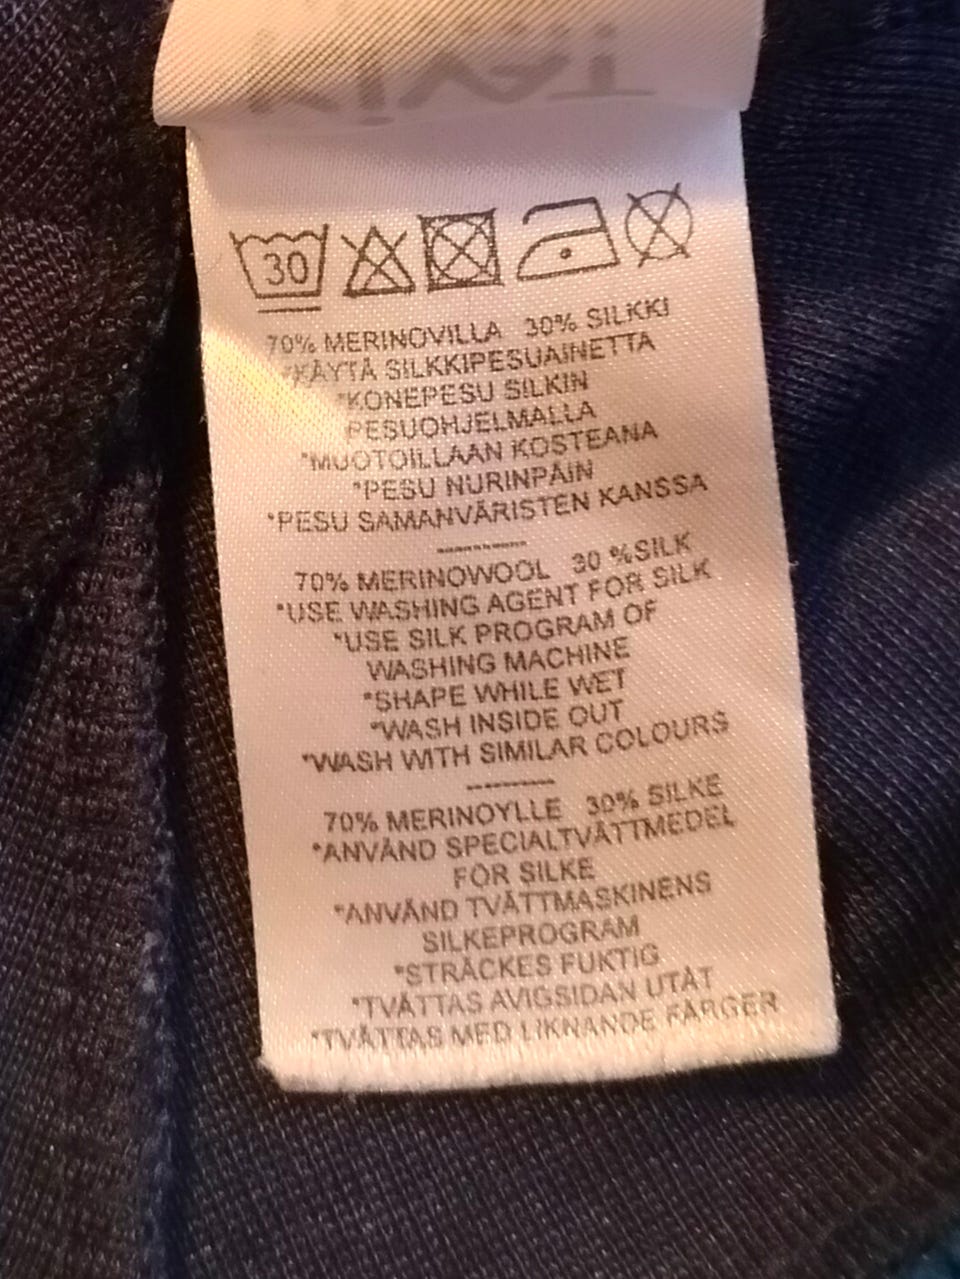 30
70% MERINOVILLA 30% SILKKI
*KÄYTÄ SILKKIPESUAINETTA
*KONEPESU SILKIN
PESUOHJELMALLA
*MUOTOILLAAN KOSTEANA
*PESU NURINPÄIN
*PESU SAMANVÄRISTEN KANSSA
----------
70% MERINOWOOL 30 %SILK
*USE WASHING AGENT FOR SILK
*USE SILK PROGRAM OF
WASHING MACHINE
*SHAPE WHILE WET
*WASH INSIDE OUT
*WASH WITH SIMILAR COLOURS
----------
70% MERINOYLLE 30% SILKE
*ANVÄND SPECIALTVÄTTMEDEL
FÖR SILKE
*ANVÄND TVÄTTMASKINENS
SILKEPROGRAM
*STRÄCKES FUKTIG
*TVÄTTAS AVIGSIDAN UTÅT
*TVÄTTAS MED LIKNANDE FÄRGER